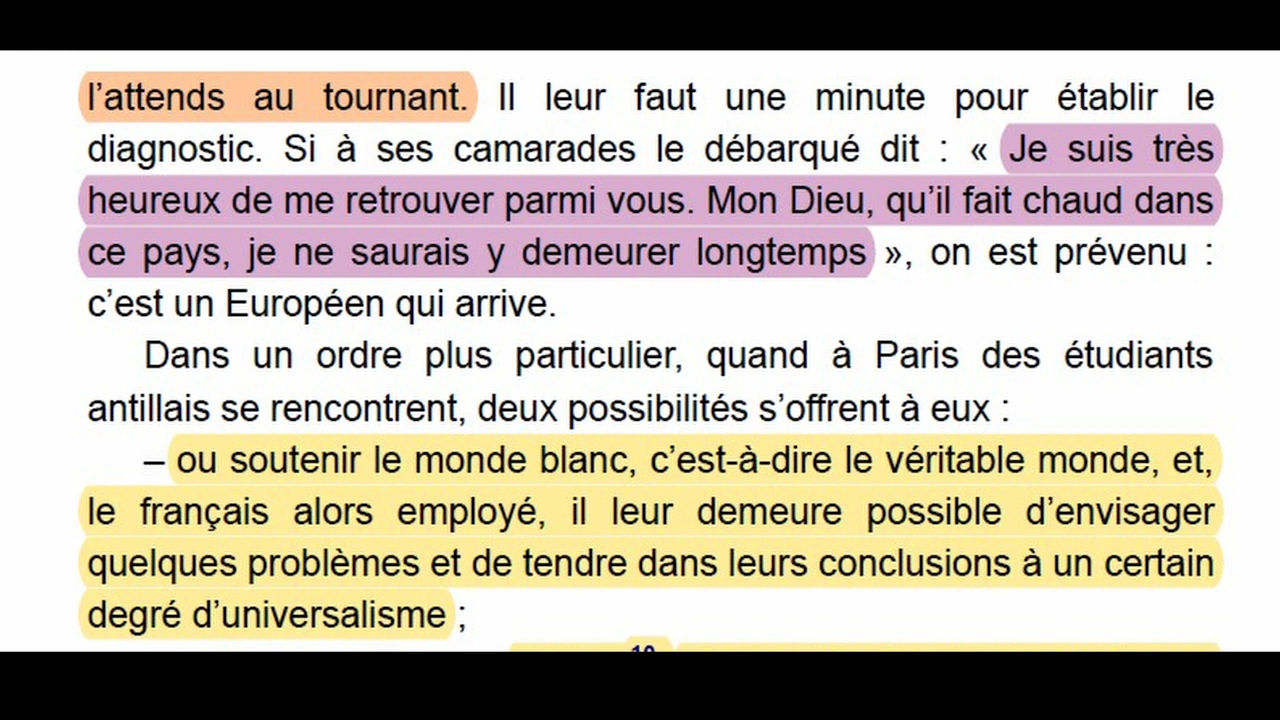 l’attends au tournant. Il leur faut une minute pour établir le
diagnostic. Si à ses camarades le débarqué dit : « Je suis très
heureux de me retrouver parmi vous. Mon Dieu, qu’il fait chaud dans
ce pays, je ne saurais y demeurer longtemps », on est prévenu :
c’est un Européen qui arrive.
Dans un ordre plus particulier, quand à Paris des étudiants
antillais se rencontrent, deux possibilités s’offrent à eux :
– ou soutenir le monde blanc, c’est-à-dire le véritable monde, et,
le français alors employé, il leur demeure possible d’envisager
quelques problèmes et de tendre dans leurs conclusions à un certain
degré d’universalisme ;